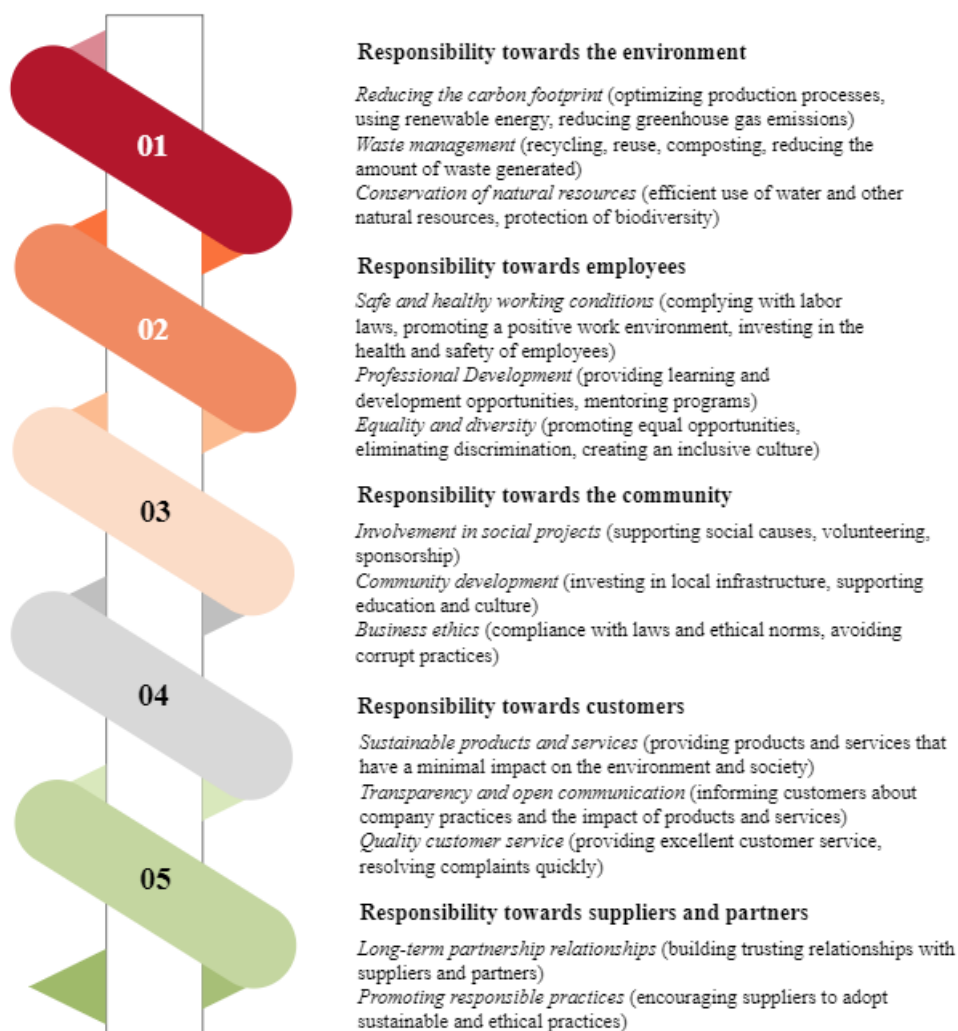 01
Responsibility towards the environment
Reducing the carbon footprint (optimizing production processes,
using renewable energy, reducing greenhouse gas emissions)
Waste management (recycling, reuse, composting, reducing the
amount of waste generated)
Conservation of natural resources (efficient use of water and other
natural resources, protection of biodiversity)
02
Responsibility towards employees
Safe and healthy working conditions (complying with labor
laws, promoting a positive work environment, investing in the
health and safety of employees)
Professional Development (providing learning and
development opportunities, mentoring programs)
Equality and diversity (promoting equal opportunities,
eliminating discrimination, creating an inclusive culture)
03
Responsibility towards the community
Involvement in social projects (supporting social causes, volunteering,
sponsorship)
Community development (investing in local infrastructure, supporting
education and culture)
Business ethics (compliance with laws and ethical norms, avoiding
corrupt practices)
04
Responsibility towards customers
Sustainable products and services (providing products and services that
have a minimal impact on the environment and society)
Transparency and open communication (informing customers about
company practices and the impact of products and services)
Quality customer service (providing excellent customer service,
resolving complaints quickly)
05
Responsibility towards suppliers and partners
Long-term partnership relationships (building trusting relationships with
suppliers and partners)
Promoting responsible practices (encouraging suppliers to adopt
sustainable and ethical practices)